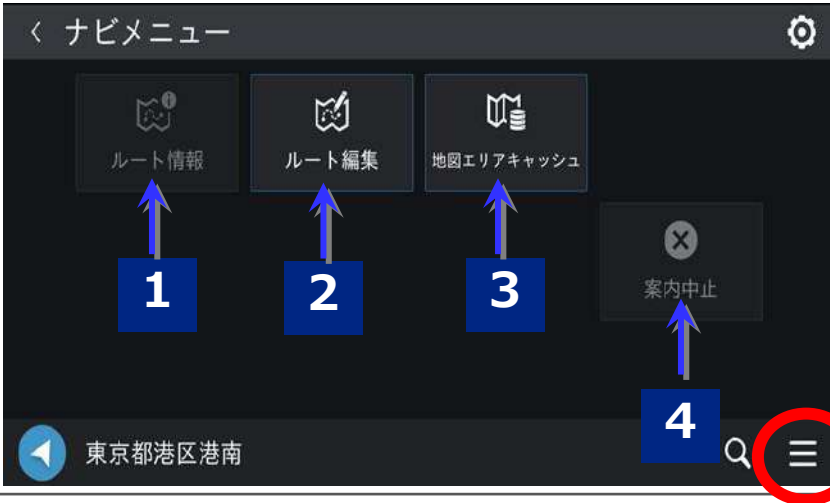 ナビメニュー
ルート情報
ルート編集
地図エリアキャッシュ
1
2
3
案内中止
4
東京都港区港南